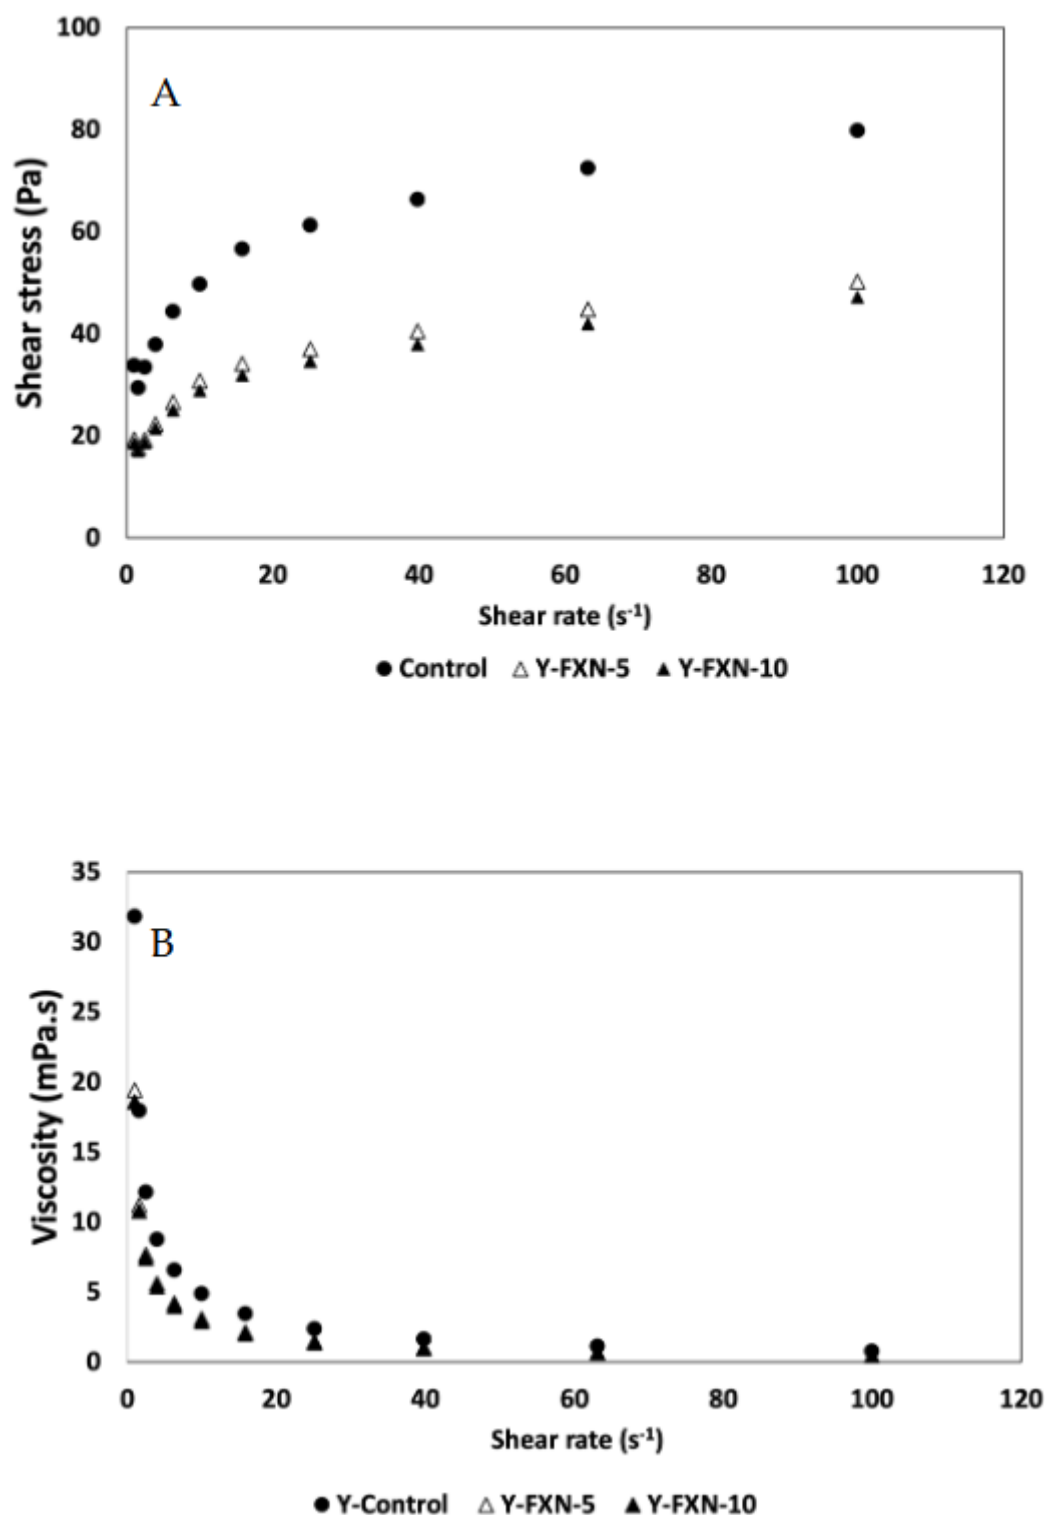 100
A
80
60
40
20
0
Shear stress (Pa)
0 20 40 60 80 100 120
Shear rate (s⁻¹)
Control Y-FXN-5 Y-FXN-10
35
B
30
25
20
15
10
5
0
Viscosity (mPa.s)
0 20 40 60 80 100 120
Shear rate (s⁻¹)
Y-Control Y-FXN-5 Y-FXN-10